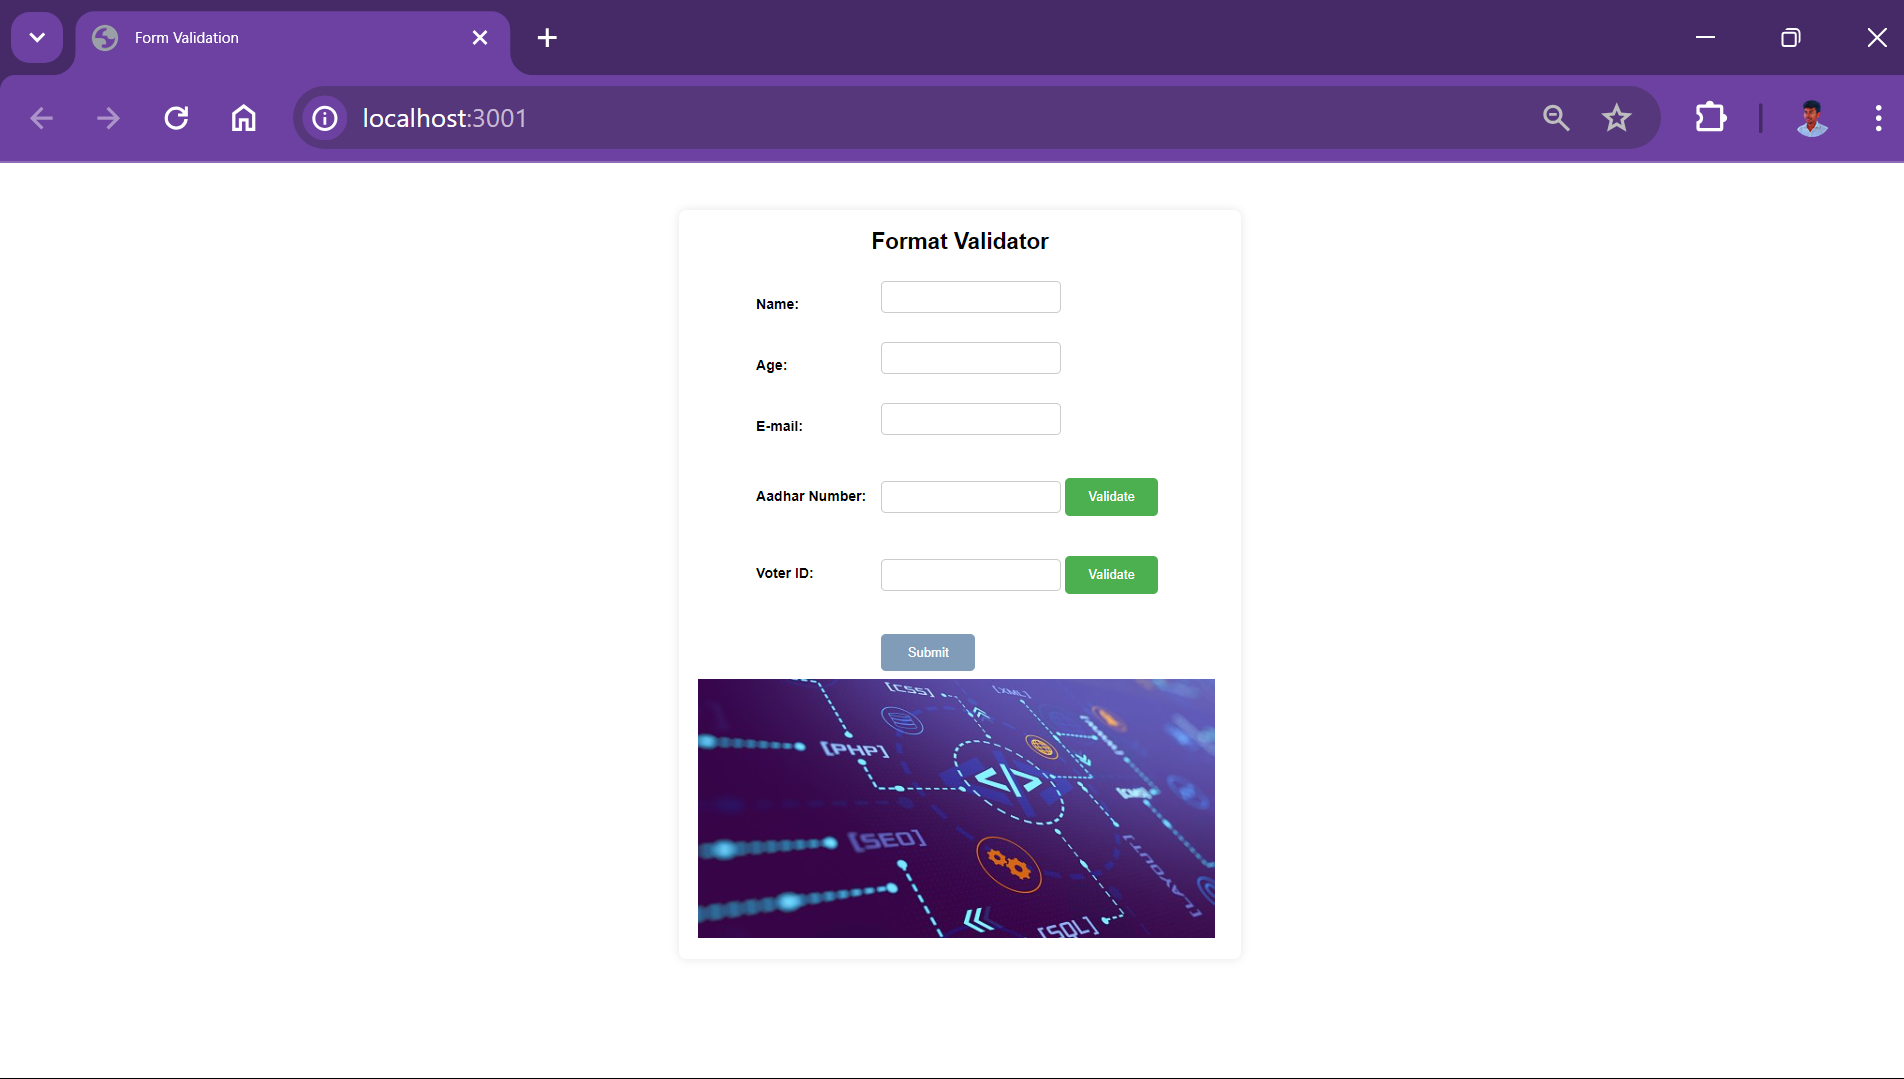 Form Validation
localhost:3001
Format Validator
Name:
Age:
E-mail:
Aadhar Number:
Validate
Voter ID:
Validate
Submit
[CSS]
[XML]
[PHP]
[SEO]
[LAYOUT]
[SQL]